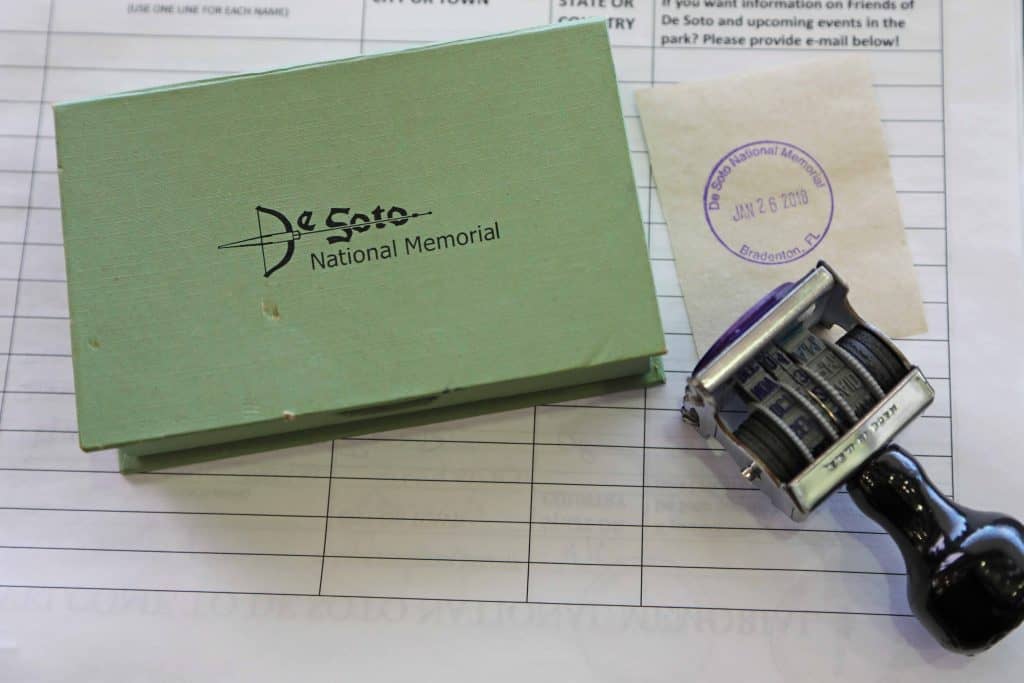 (USE ONE LINE FOR EACH NAME)
CITY OR TOWN
STATE OR
COUNTRY
If you want information on Friends of
De Soto and upcoming events in the
park? Please provide e-mail below!
De Soto
National Memorial
De Soto National Memorial
JAN 26 2018
Bradenton, FL